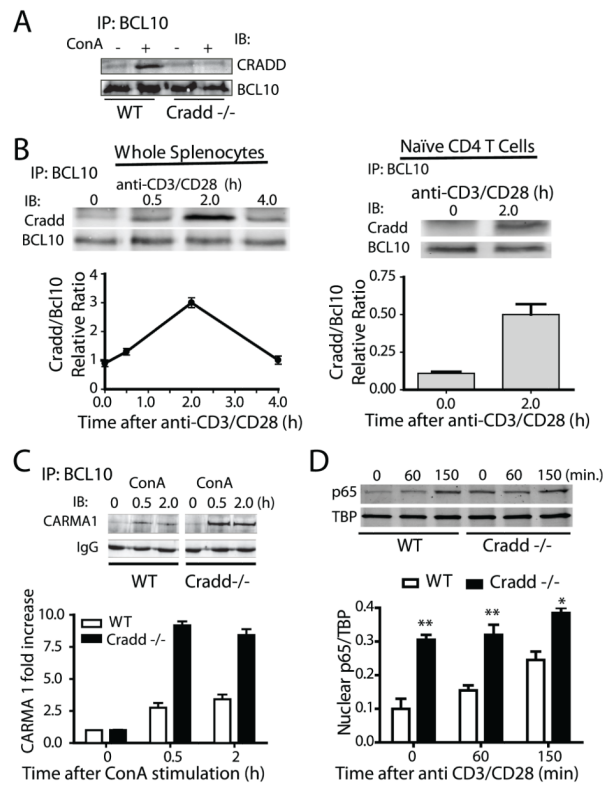 A
IP: BCL10
ConA - + - + IB:
CRADD
BCL10
WT Cradd -/-
B
Whole Splenocytes
IP: BCL10
anti-CD3/CD28 (h)
IB: 0 0.5 2.0 4.0
Cradd
BCL10
4
3
2
1
0
Cradd/Bcl10
Relative Ratio
0.0 1.0 2.0 3.0 4.0
Time after anti-CD3/CD28 (h)
Naïve CD4 T Cells
IP: BCL10
anti-CD3/CD28 (h)
IB: 0 2.0
Cradd
BCL10
0.75
0.50
0.25
0.00
Cradd/Bcl10
Relative Ratio
0.0 2.0
Time after anti-CD3/CD28 (h)
C
IP: BCL10
ConA ConA
IB: 0 0.5 2.0 0 0.5 2.0 (h)
CARMA1
IgG
WT Cradd-/-
WT
Cradd -/-
10.0
7.5
5.0
2.5
0.0
CARMA 1 fold increase
0 0.5 2
Time after ConA stimulation (h)
D
0 60 150 0 60 150 (min.)
p65
TBP
WT Cradd -/-
WT Cradd -/-
0.4
0.3
0.2
0.1
0.0
Nuclear p65/TBP
** ** *
0 60 150
Time after anti CD3/CD28 (min)